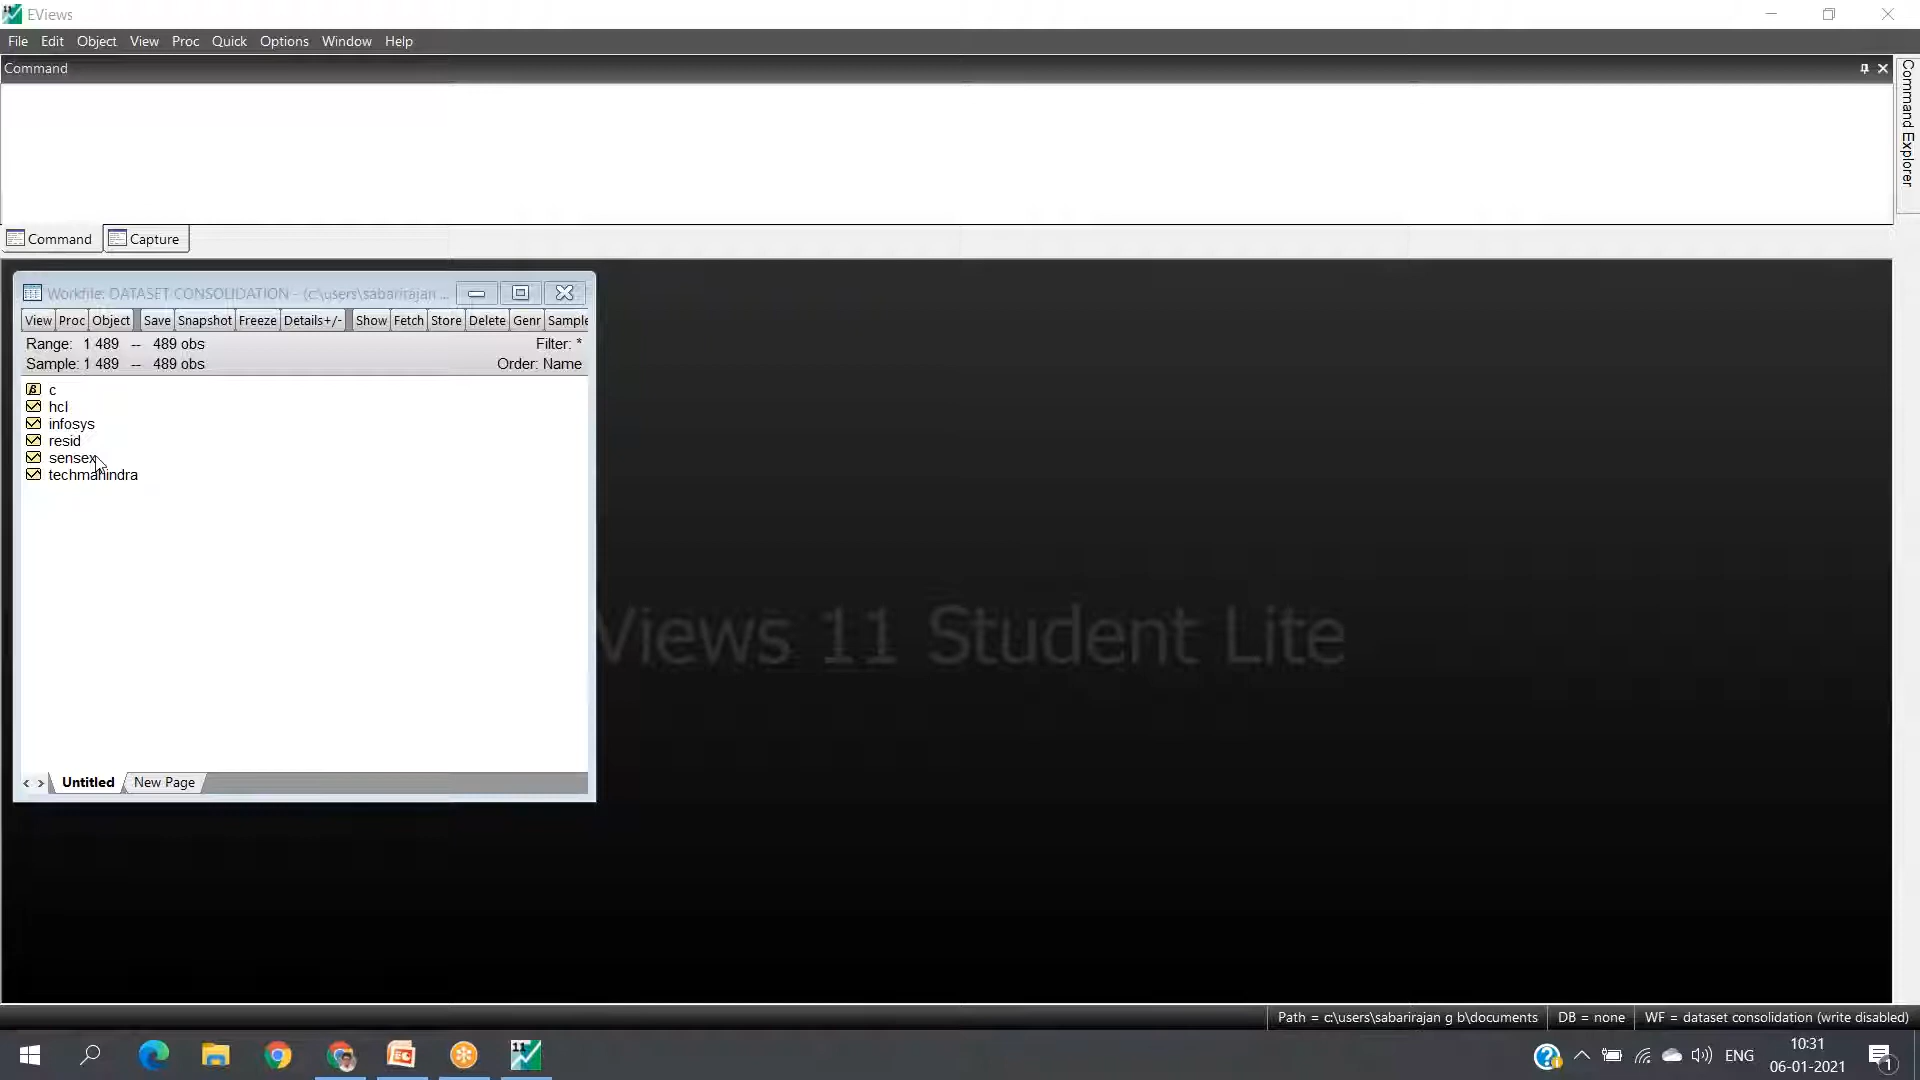 EViews
File Edit Object View Proc Quick Options Window Help
Command
Command Explorer
Command Capture
Workfile: DATASET CONSOLIDATION - (c:\users\sabarirajan ...
View Proc Object Save Snapshot Freeze Details+/- Show Fetch Store Delete Genr Sample
Range: 1 489 -- 489 obs Filter: *
Sample: 1 489 -- 489 obs Order: Name
c
hcl
infosys
resid
sensex
techmahindra
Views 11 Student Lite
< > Untitled New Page
Path = c:\users\sabarirajan g b\documents DB = none WF = dataset consolidation (write disabled)
ENG
10:31
06-01-2021
11
1